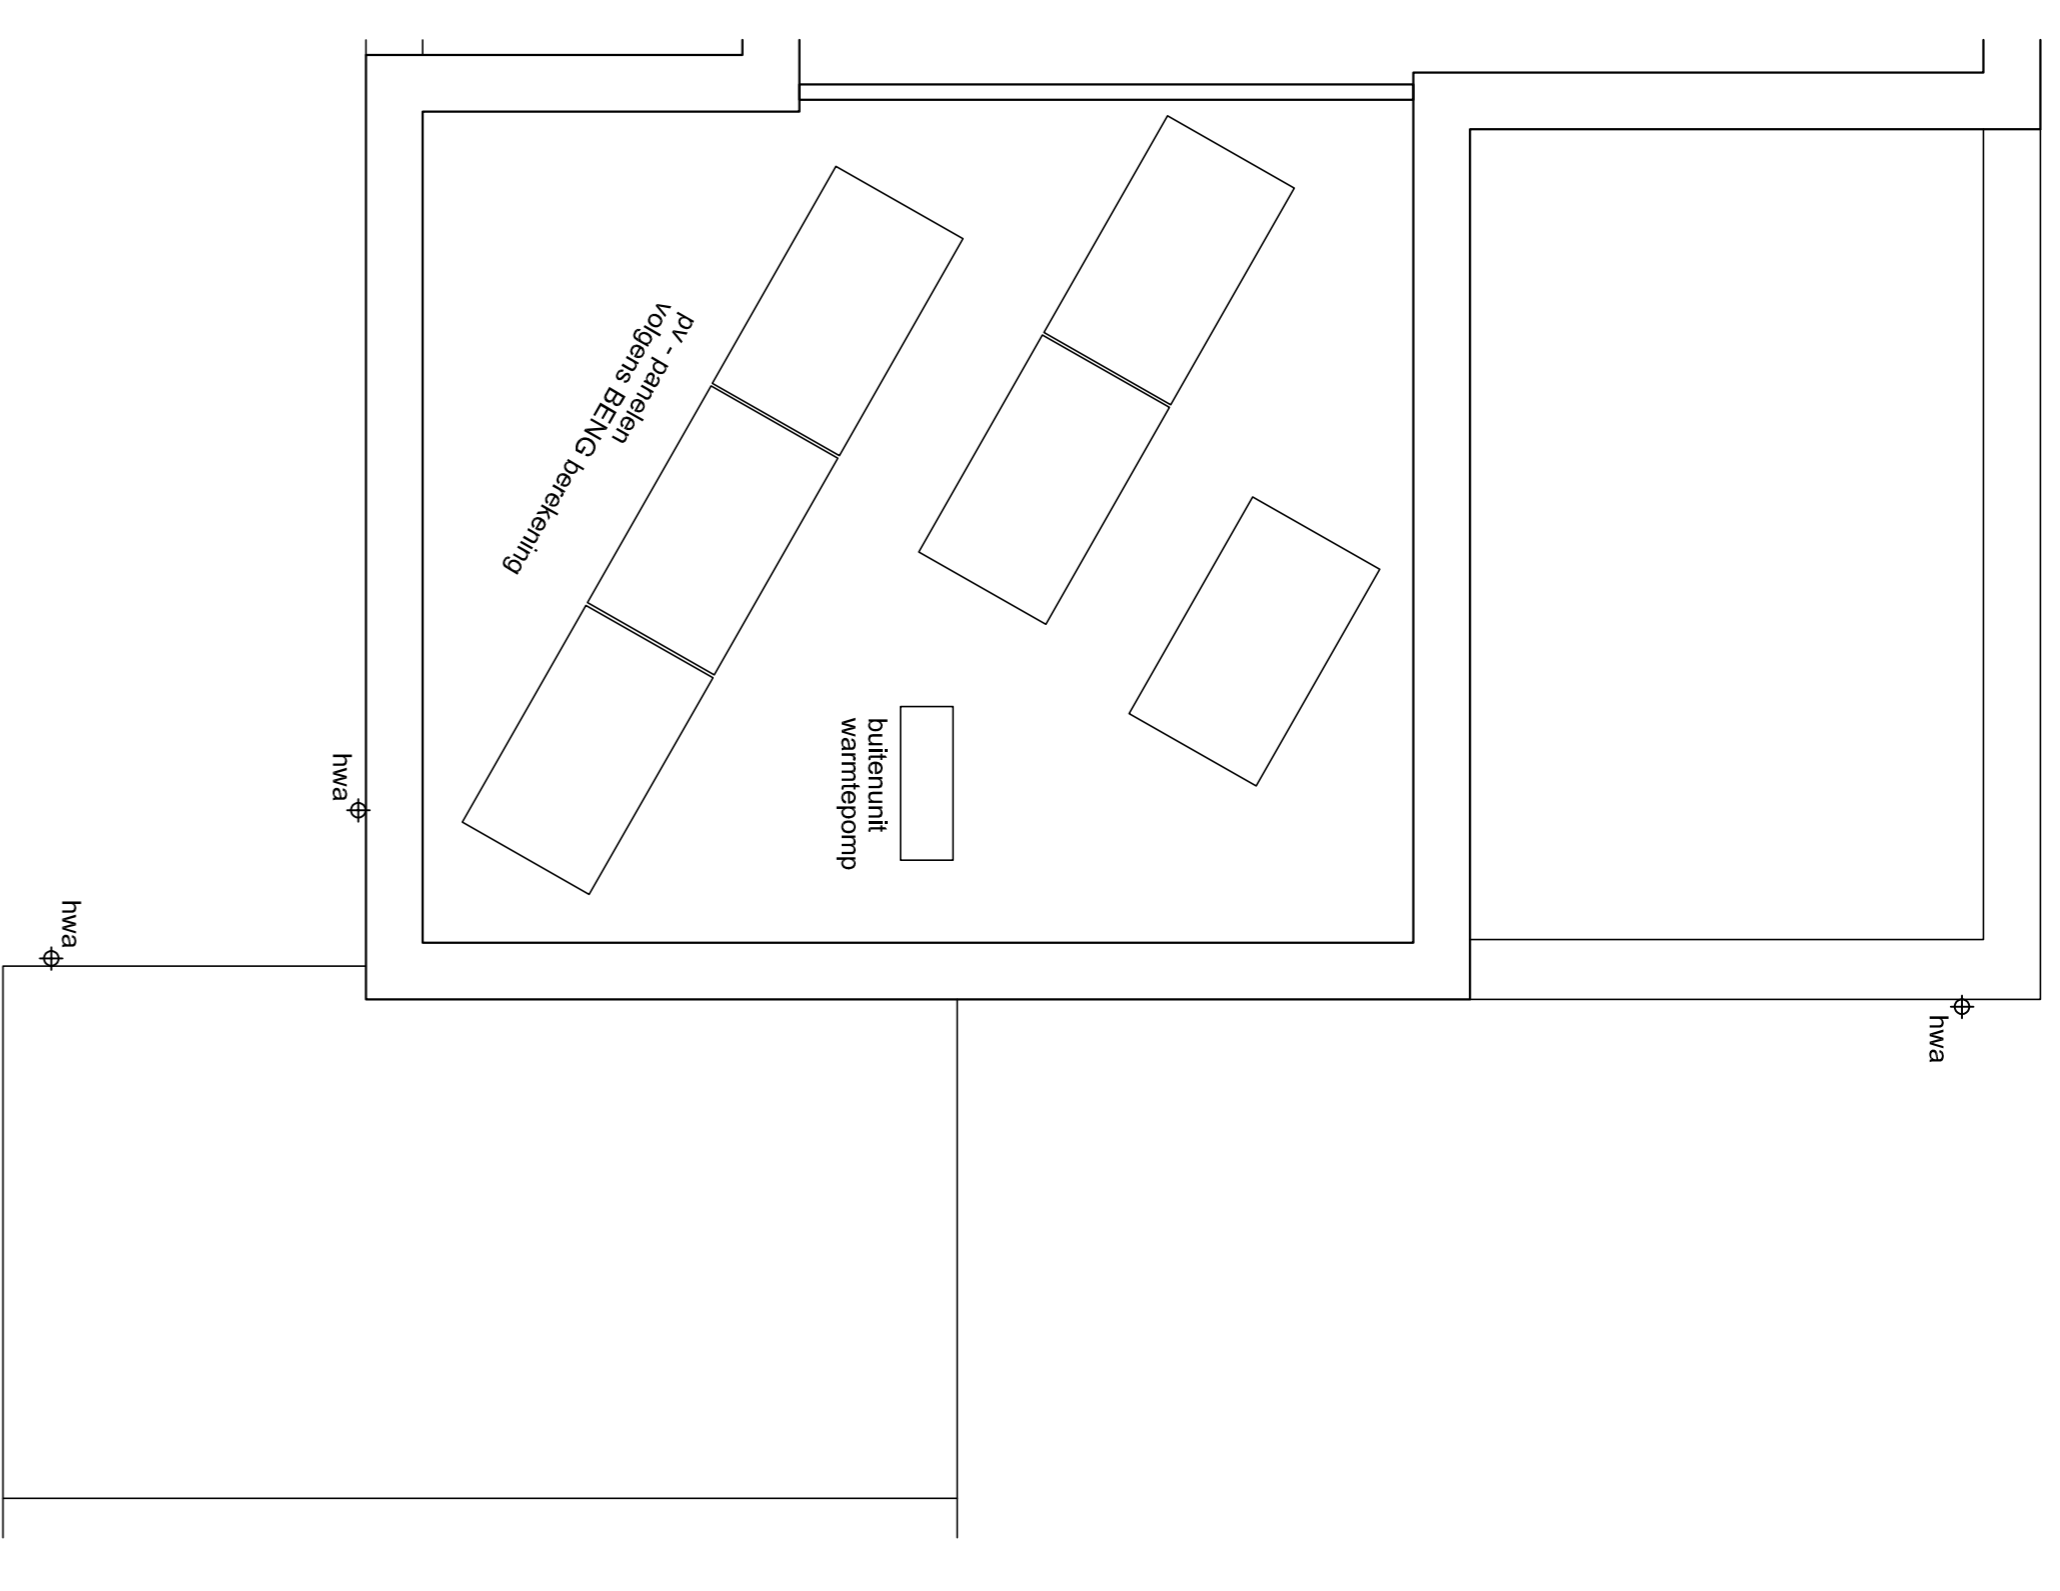 pv - panelen
volgens BENG berekening
buitenunit
warmtepomp
hwa
hwa
hwa